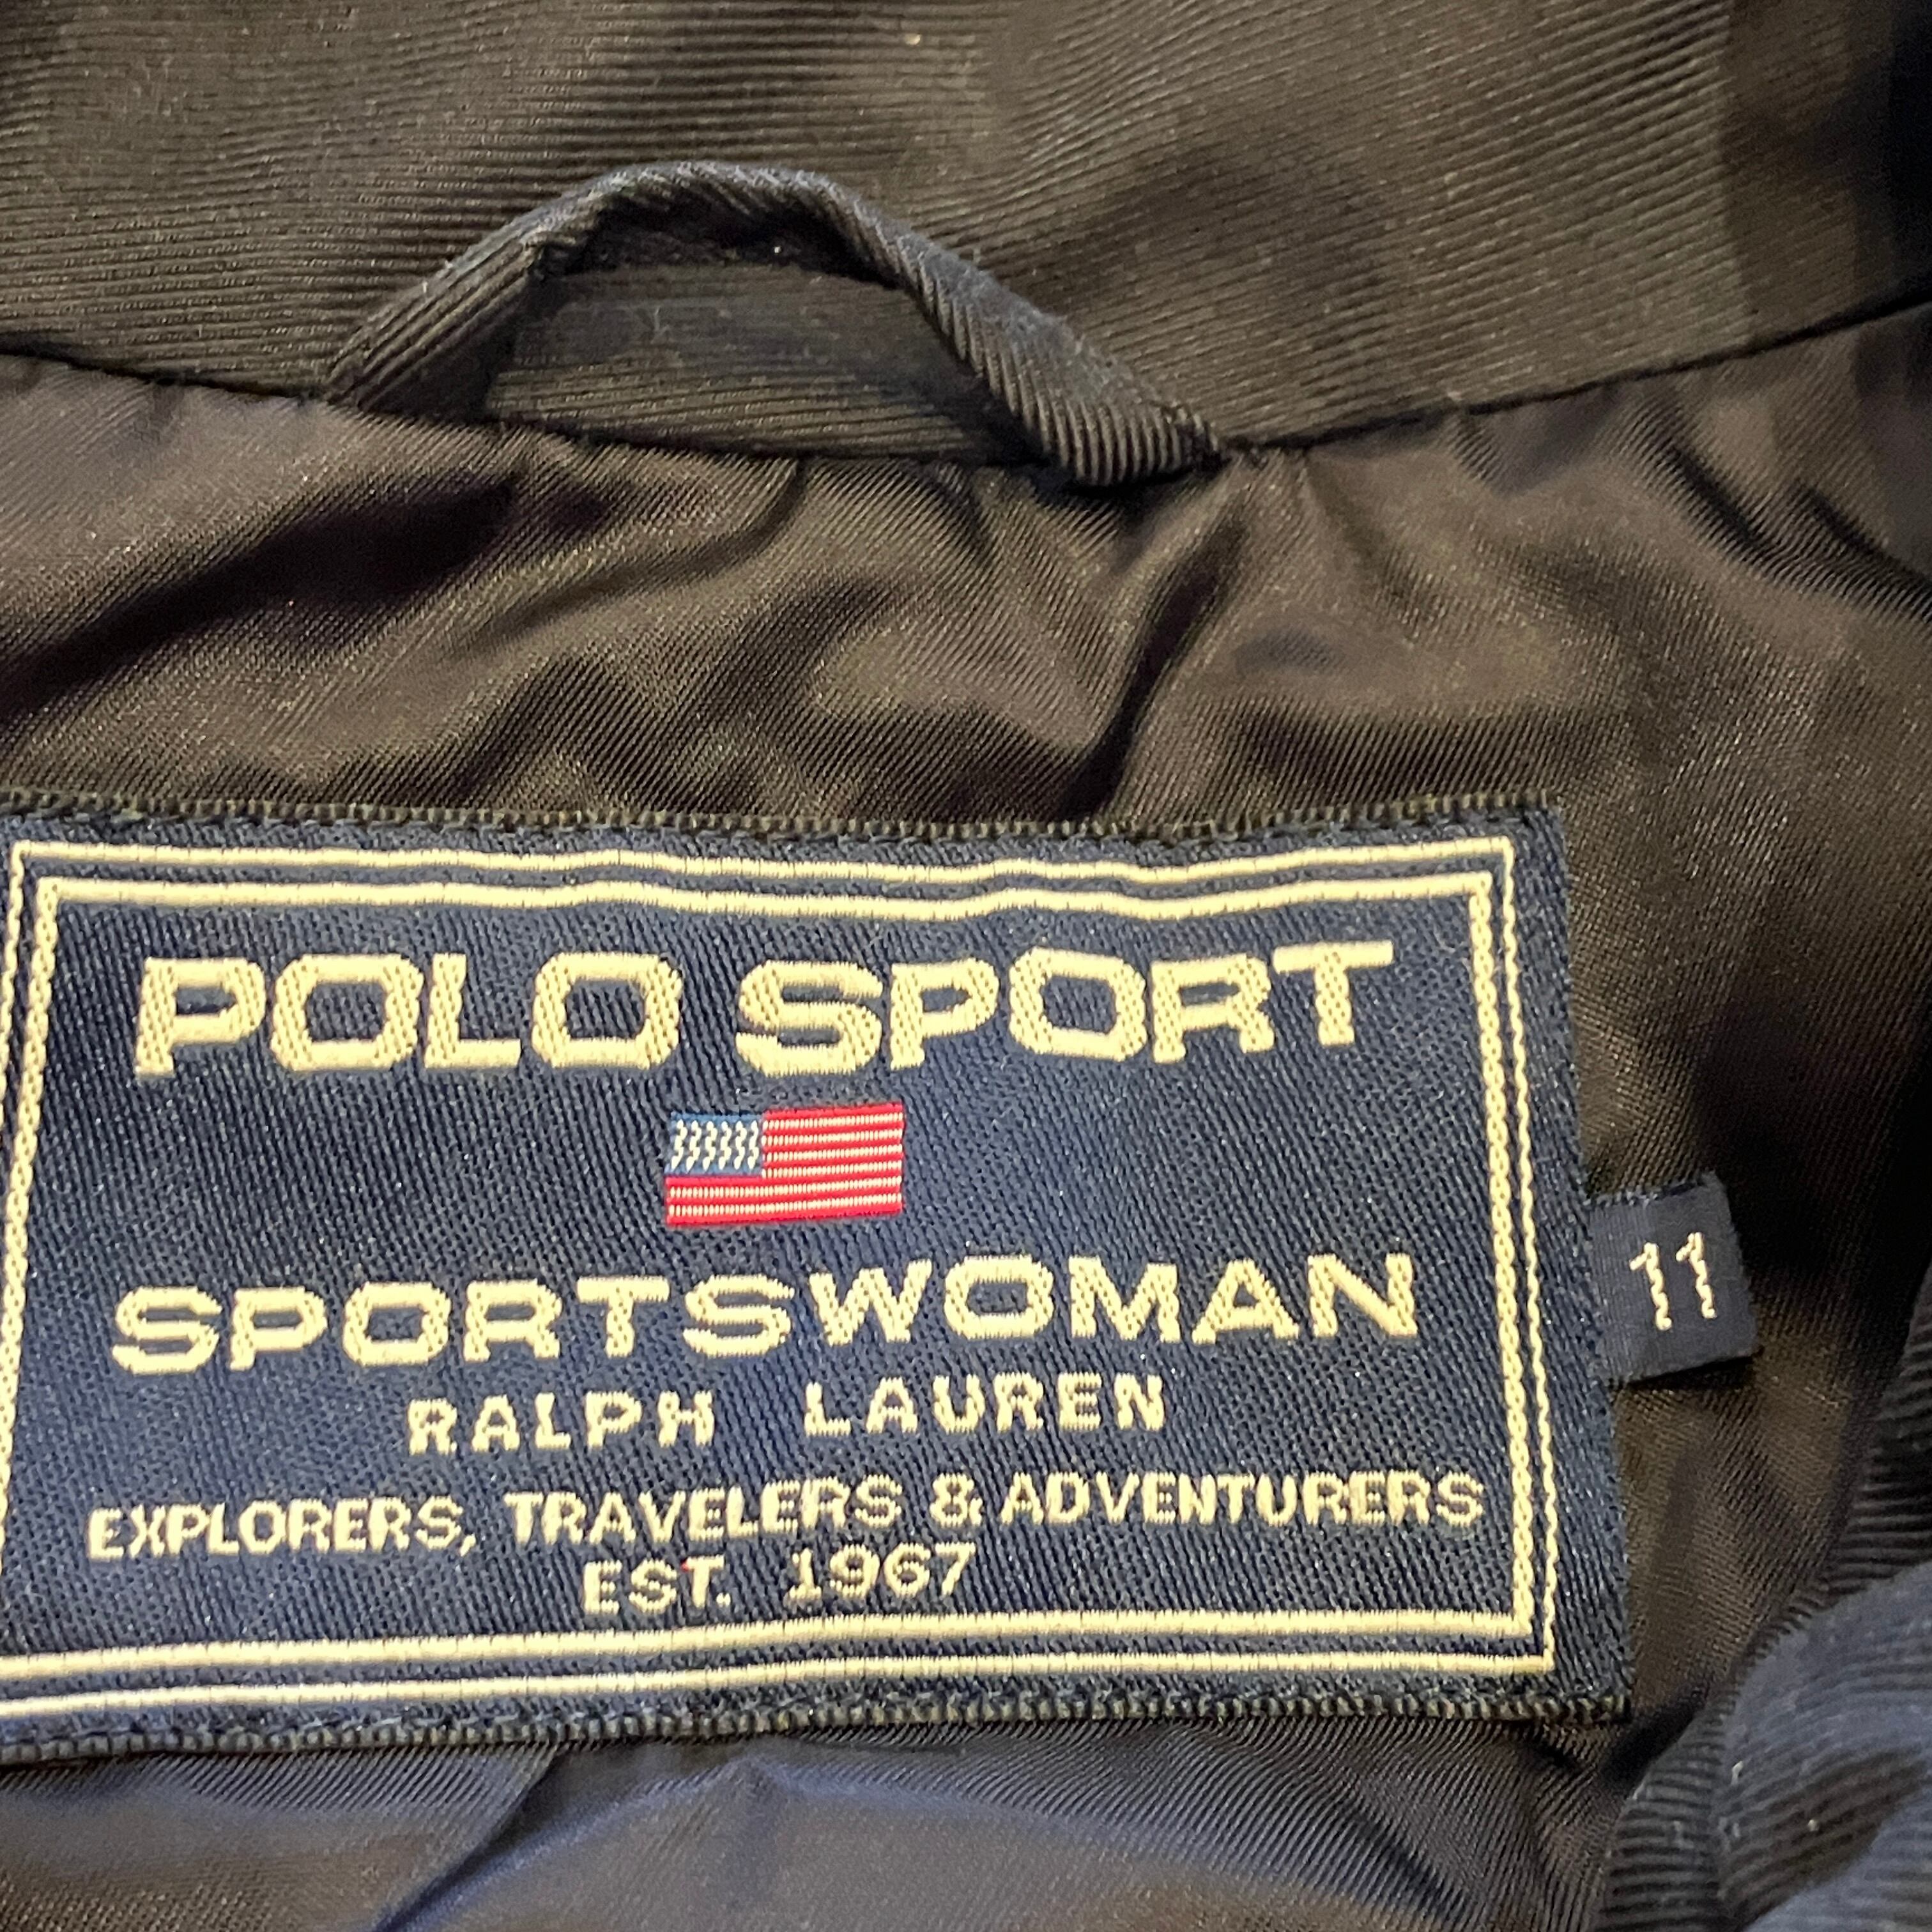 POLO SPORT
SPORTSWOMAN
11
RALPH LAUREN
EXPLORERS, TRAVELERS & ADVENTURERS
EST. 1967